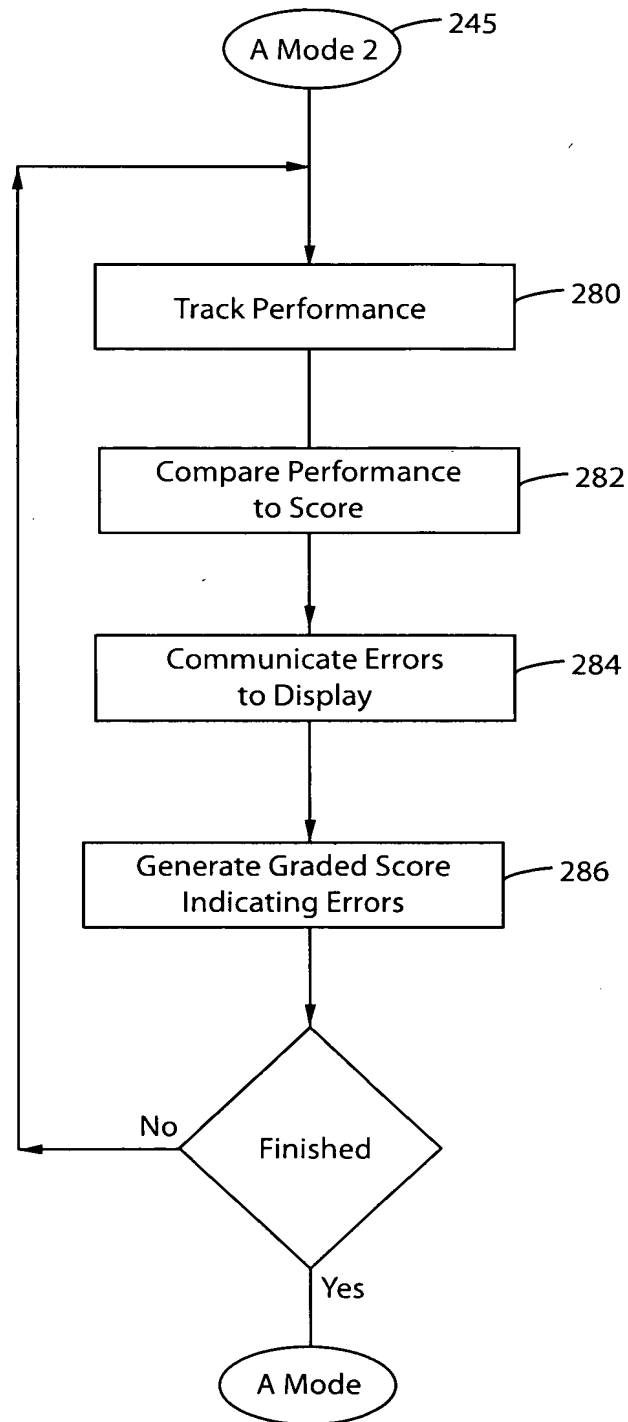 A Mode 2
245
Track Performance
280
Compare Performance
to Score
282
Communicate Errors
to Display
284
Generate Graded Score
Indicating Errors
286
No
Finished
Yes
A Mode